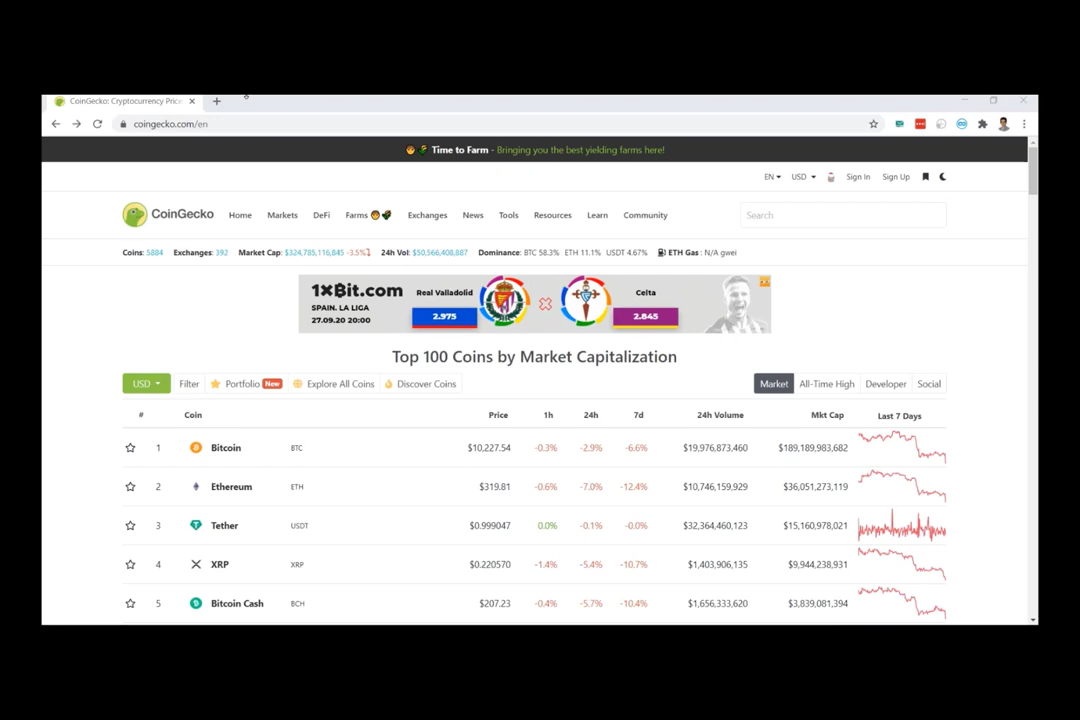 CoinGecko: Cryptocurrency Price
coingecko.com/en
Time to Farm - Bringing you the best yielding farms here!
EN USD Sign In Sign Up
CoinGecko Home Markets DeFi Farms Exchanges News Tools Resources Learn Community Search
Coins: 5884 Exchanges: 392 Market Cap: $324,785,116,845 -3.5% 24h Vol: $50,566,408,887 Dominance: BTC 58.3% ETH 11.1% USDT 4.67% ETH Gas : N/A gwei
1XBit.com Real Valladolid Celta
SPAIN. LA LIGA
27.09.20 20:00 2.975 2.845
Top 100 Coins by Market Capitalization
USD Filter Portfolio New Explore All Coins Discover Coins Market All-Time High Developer Social
# Coin Price 1h 24h 7d 24h Volume Mkt Cap Last 7 Days
1 Bitcoin BTC $10,227.54 -0.3% -2.9% -6.6% $19,976,873,460 $189,189,983,682
2 Ethereum ETH $319.81 -0.6% -7.0% -12.4% $10,746,159,929 $36,051,273,119
3 Tether USDT $0.999047 0.0% -0.1% -0.0% $32,364,460,123 $15,160,978,021
4 XRP XRP $0.220570 -1.4% -5.4% -10.7% $1,403,906,135 $9,944,238,931
5 Bitcoin Cash BCH $207.23 -0.4% -5.7% -10.4% $1,656,333,620 $3,839,081,394